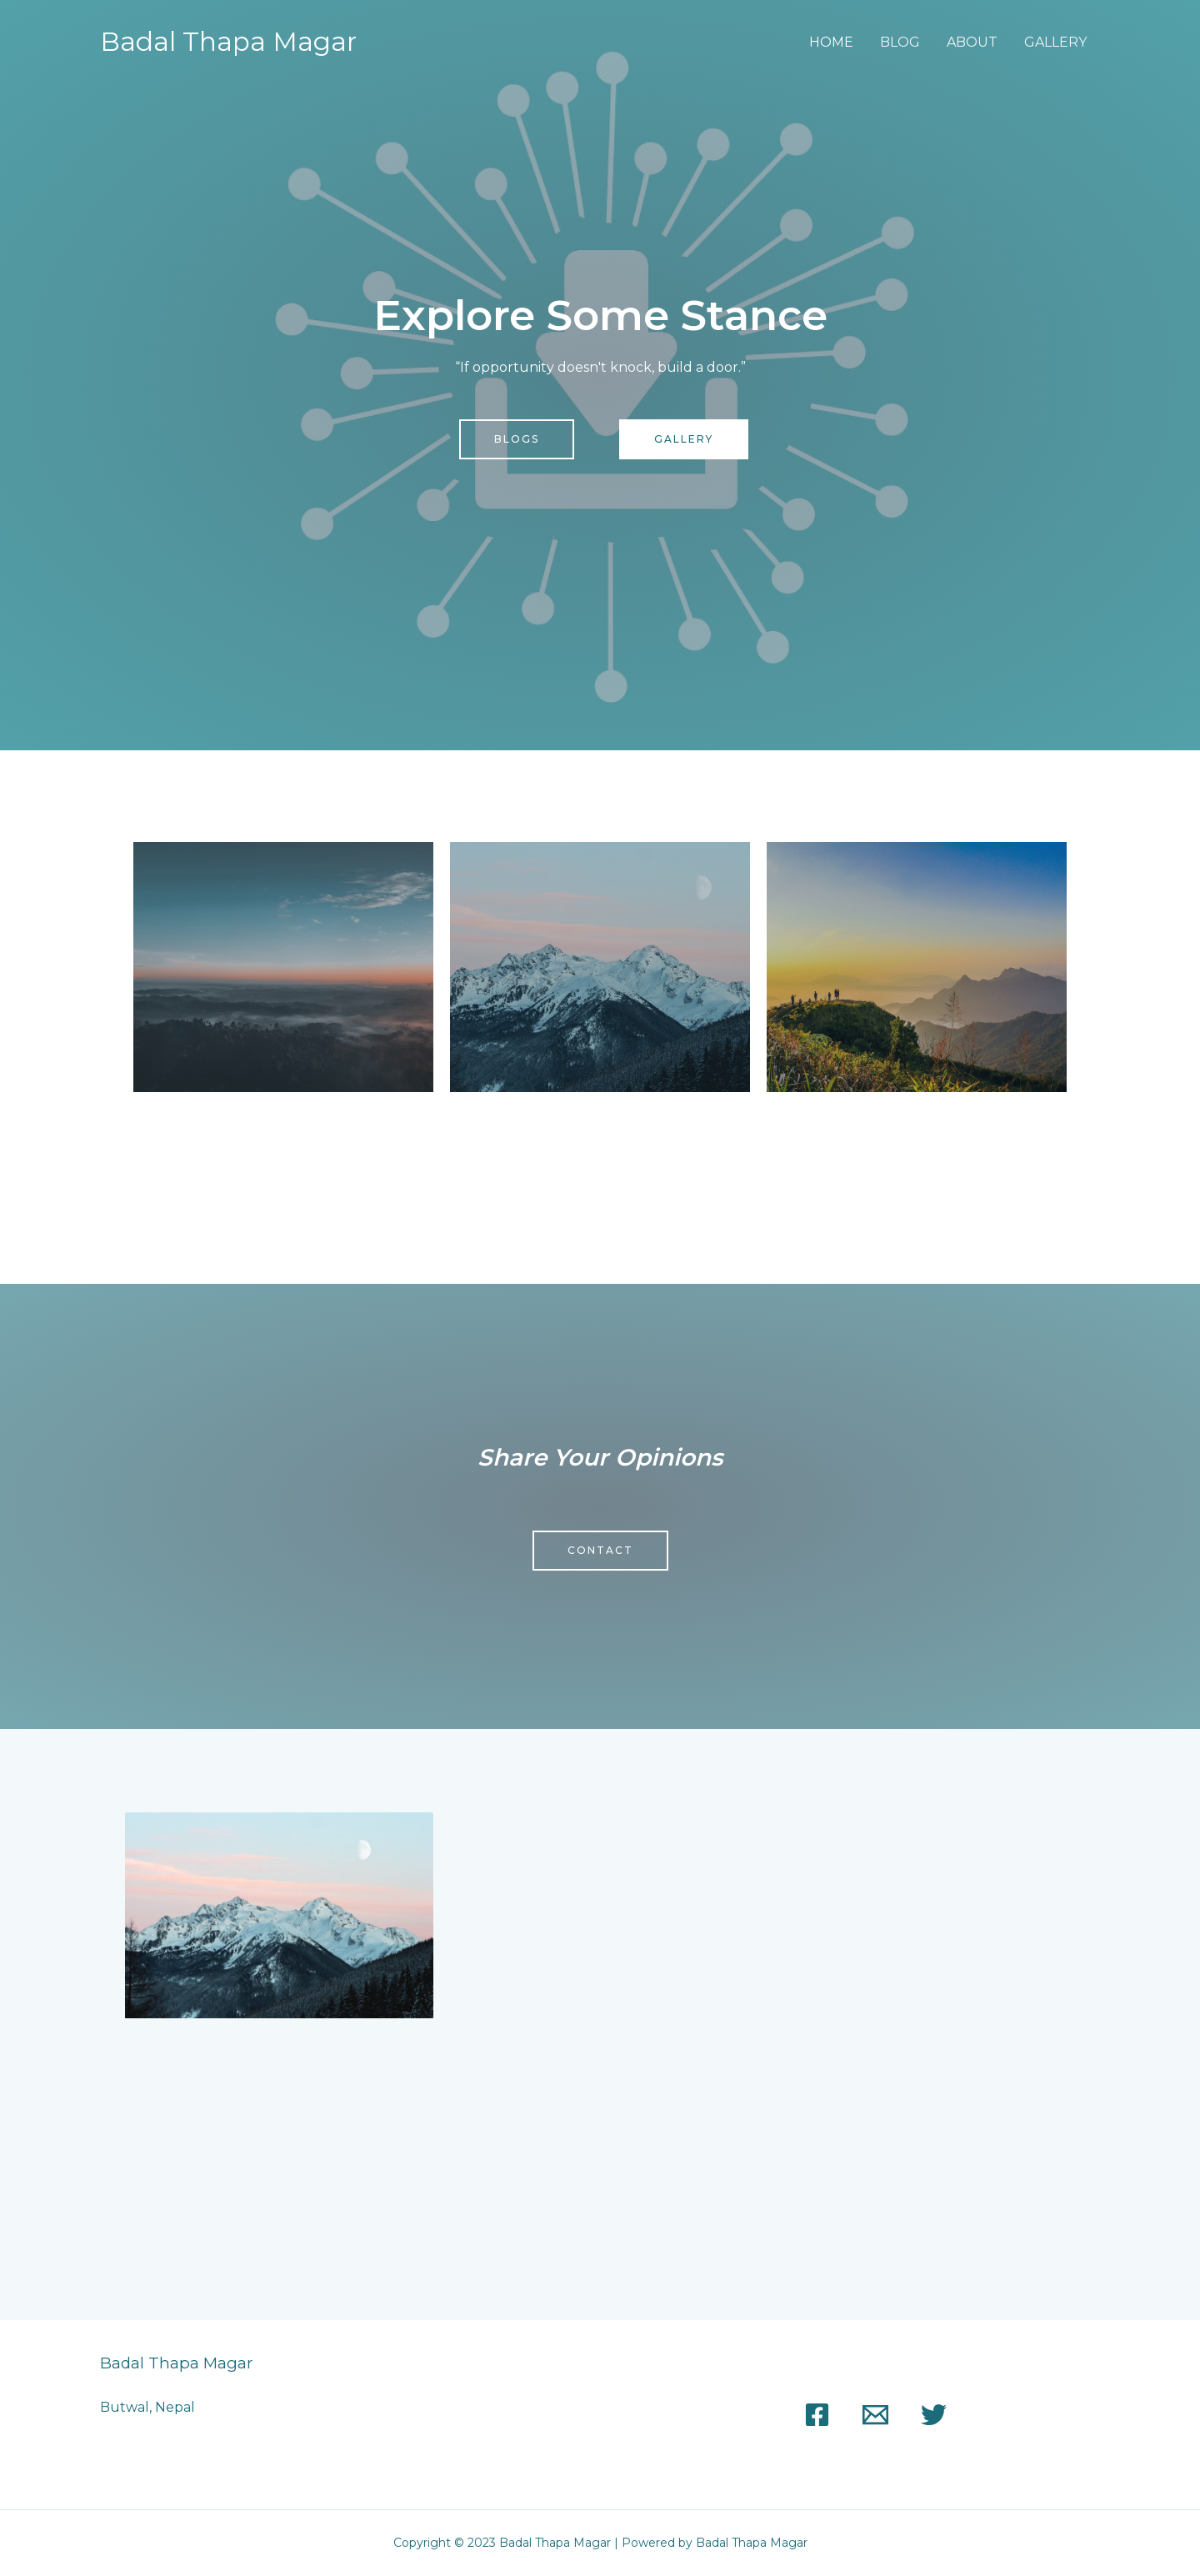 Badal Thapa Magar
HOME BLOG ABOUT GALLERY
Explore Some Stance
“If opportunity doesn't knock, build a door.”
BLOGS GALLERY
Share Your Opinions
CONTACT
Badal Thapa Magar
Butwal, Nepal
Copyright © 2023 Badal Thapa Magar | Powered by Badal Thapa Magar